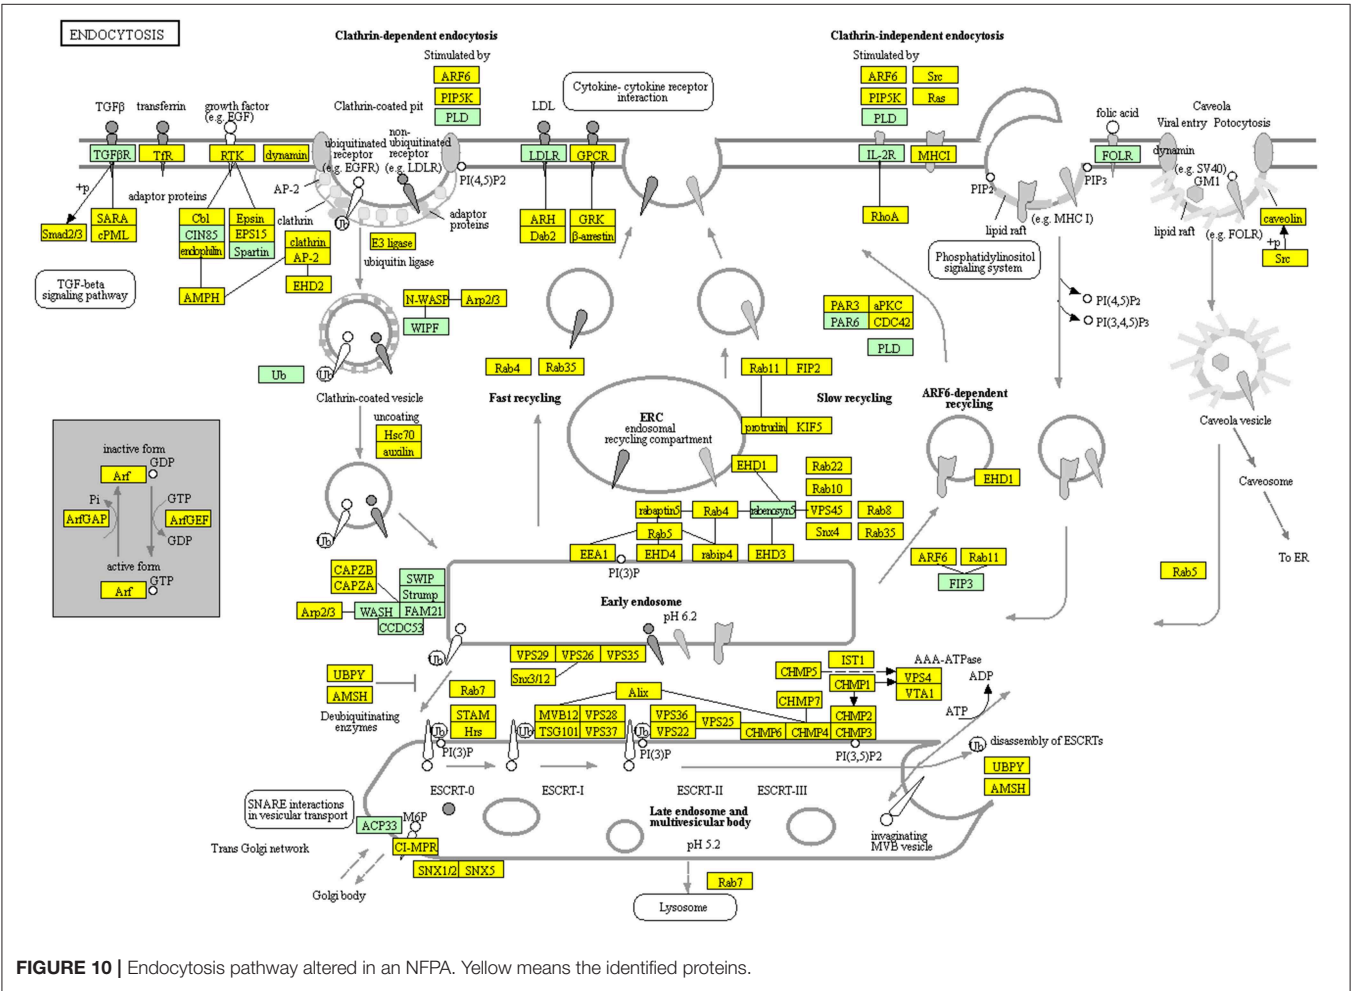 ENDOCYTOSIS
Clathrin-dependent endocytosis
Stimulated by
ARF6
PIP5K
PLD
Clathrin-independent endocytosis
Stimulated by
ARF6 Src
PIP5K Ras
PLD
Cytokine- cytokine receptor
interaction
TGFβ transferrin growth factor
(e.g. EGF)
Clathrin-coated pit
LDL
folic acid
Caveola
Viral entry Potocytosis
TGFβR TfR RTK dynamin
ubiquitinated
receptor
(e.g. EGFR)
non-
ubiquitinated
receptor
(e.g. LDLR)
PI(4,5)P2
LDLR GPCR
IL-2R MHCI
FOLR
dynamin
(e.g. SV40)
GM1
PIP2
PIP3
(e.g. MHC I)
lipid raft
lipid raft
(e.g. FOLR)
caveolin
+p
Src
+p
adaptor proteins
AP-2
clathrin
Ub
adaptor
proteins
Smad2/3
SARA
cPML
Cbl
CIN85
endophilin
Epsin
EPS15
Spartin
clathrin
AP-2
EHD2
AMPH
E3 ligase
ubiquitin ligase
ARH
Dab2
GRK
β-arrestin
RhoA
TGF-beta
signaling pathway
Phosphatidylinositol
signaling system
PI(4,5)P2
PI(3,4,5)P3
N-WASP Arp2/3
WIPF
PAR3 aPKC
PAR6 CDC42
PLD
Ub
Ub
Clathrin-coated vesicle
Rab4 Rab35
Fast recycling
Rab11 FIP2
Slow recycling
protrudin KIF5
ARF6-dependent
recycling
EHD1
Caveola vesicle
Caveosome
To ER
uncoating
Hsc70
auxilin
ERC
endosomal
recycling compartment
inactive form
Arf
GDP
Pi
GTP
ArfGAP ArfGEF
GDP
active form
Arf
GTP
Ub
EHD1
Rab22
Rab10
rabaptin5 Rab4 rabenosyn5 VPS45 Rab8
Rab5
Snx4 Rab35
EEA1 EHD4 rabip4 EHD3
PI(3)P
ARF6 Rab11
FIP3
Rab5
CAPZB
CAPZA
SWIP
Strump
Arp2/3 WASH FAM21
CCDC53
Early endosome
pH 6.2
Ub
UBPY
AMSH
Deubiquitinating
enzymes
VPS29 VPS26 VPS35
Snx3/12
Rab7
STAM
Hrs
Alix
MVB12 VPS28
TSG101 VPS37
VPS36
VPS22
VPS25
CHMP5
IST1
CHMP1
AAA-ATPase
VPS4
VTA1
ADP
ATP
CHMP7
CHMP2
CHMP6 CHMP4 CHMP3
Ub
PI(3)P
Ub
Ub
PI(3)P
PI(3,5)P2
Ub disassembly of ESCRTs
UBPY
AMSH
ESCRT-0 ESCRT-I ESCRT-II ESCRT-III
SNARE interactions
in vesicular transport
ACP33
M6P
CI-MPR
Late endosome and
multivesicular body
pH 5.2
invaginating
MVB vesicle
Trans Golgi network
Golgi body
SNX1/2 SNX5
Rab7
Lysosome
FIGURE 10 | Endocytosis pathway altered in an NFPA. Yellow means the identified proteins.